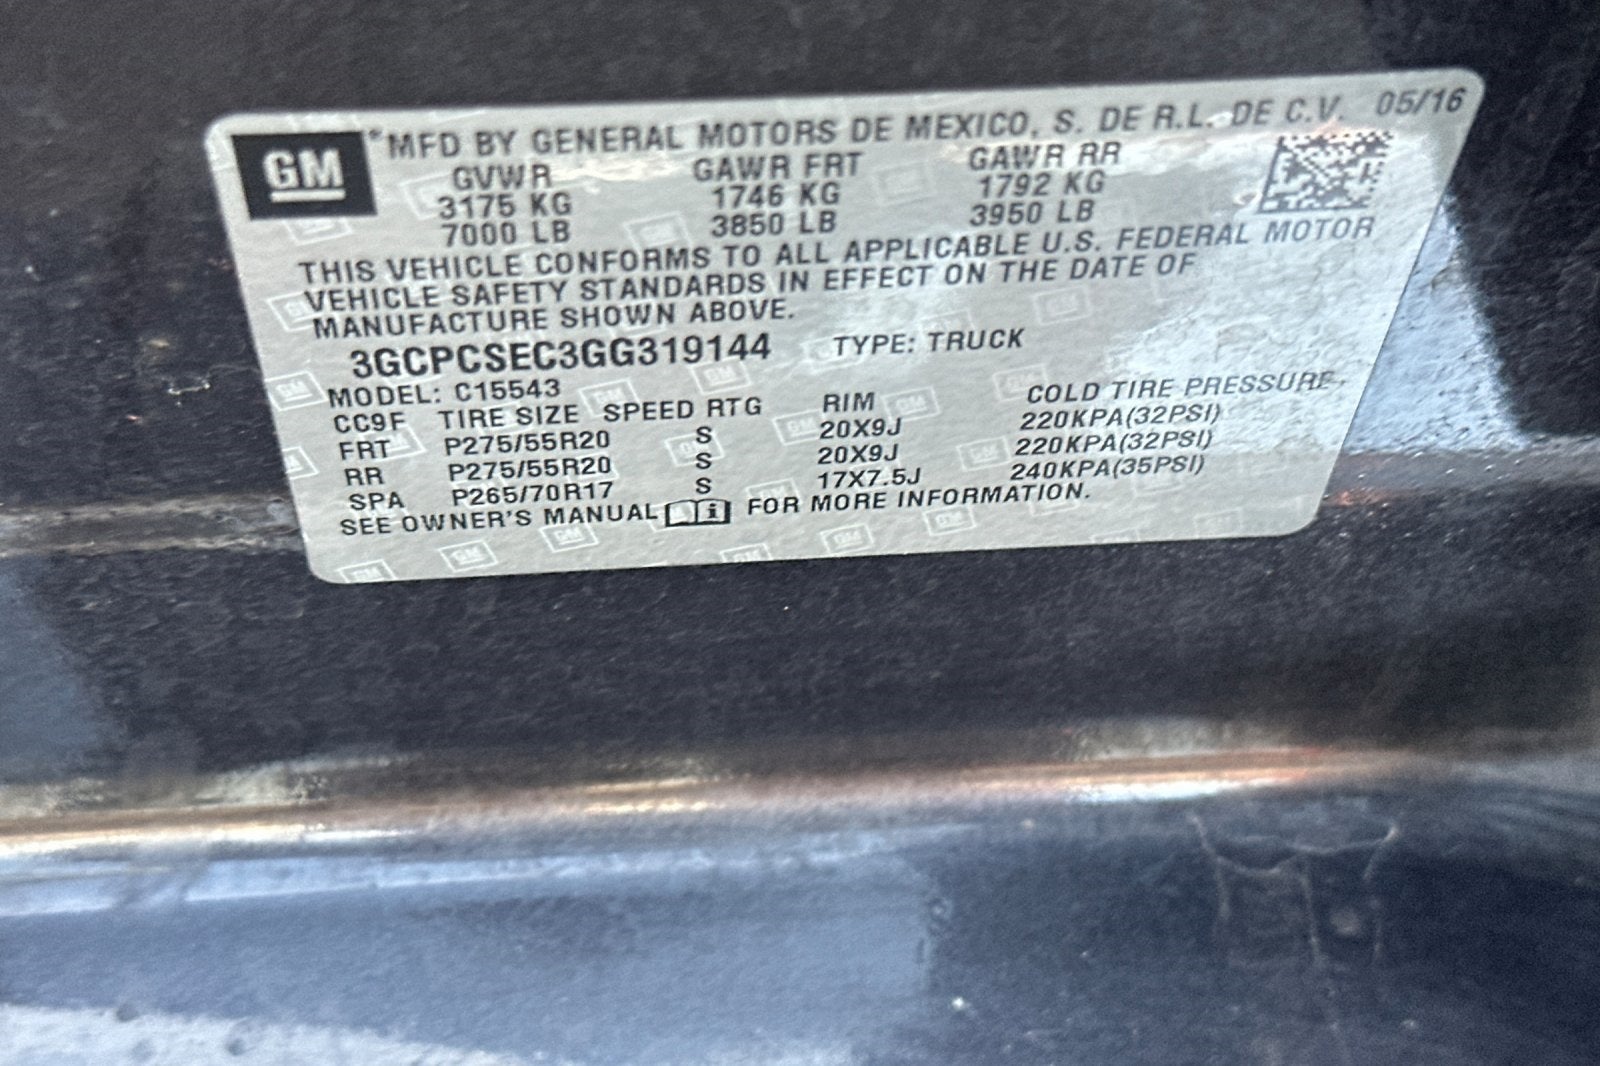 GM
*MFD BY GENERAL MOTORS DE MEXICO, S. DE R.L. DE C.V. 05/16
GVWR GAWR FRT GAWR RR
3175 KG 1746 KG 1792 KG
7000 LB 3850 LB 3950 LB
THIS VEHICLE CONFORMS TO ALL APPLICABLE U.S. FEDERAL MOTOR
VEHICLE SAFETY STANDARDS IN EFFECT ON THE DATE OF
MANUFACTURE SHOWN ABOVE.
3GCPCSEC3GG319144 TYPE: TRUCK
MODEL: C15543
CC9F TIRE SIZE SPEED RTG RIM COLD TIRE PRESSURE
FRT P275/55R20 S 20X9J 220KPA(32PSI)
RR P275/55R20 S 20X9J 220KPA(32PSI)
SPA P265/70R17 S 17X7.5J 240KPA(35PSI)
SEE OWNER'S MANUAL i FOR MORE INFORMATION.